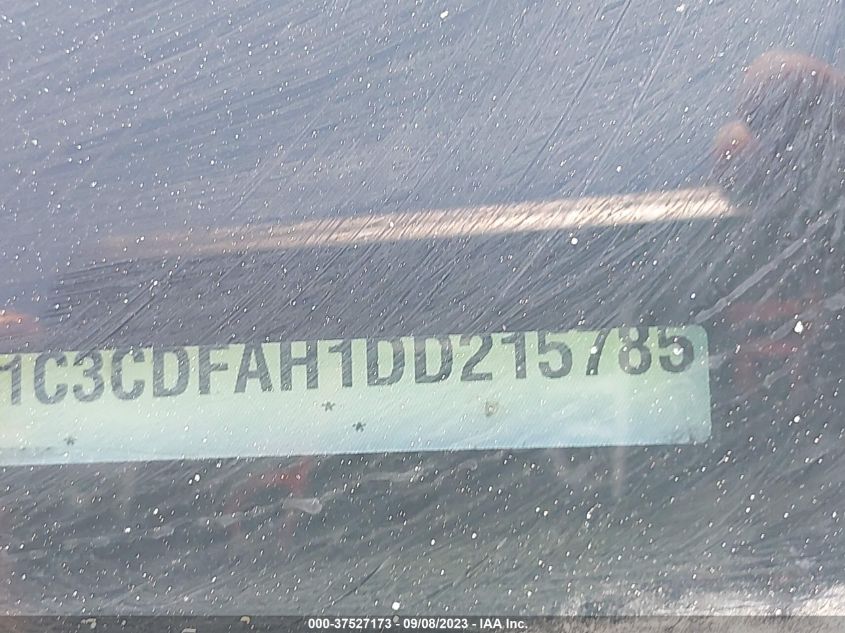 1C3CDFAH1DD215785
* * *
000-37527173 - 09/08/2023 - IAA Inc.